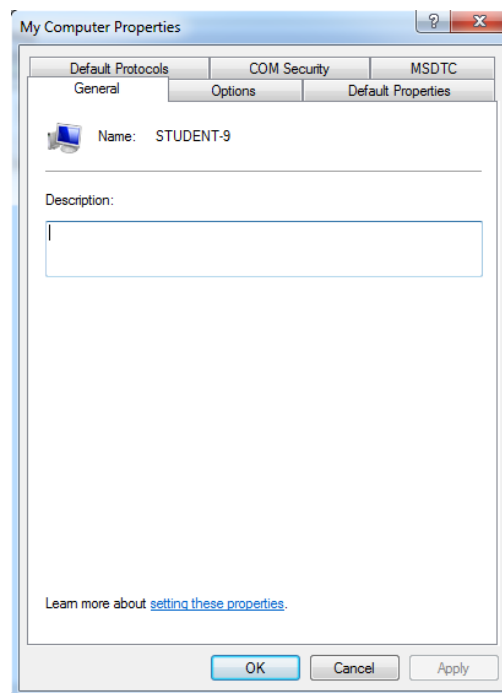 My Computer Properties
Default Protocols COM Security MSDTC
General Options Default Properties
Name: STUDENT-9
Description:
Learn more about setting these properties.
OK Cancel Apply